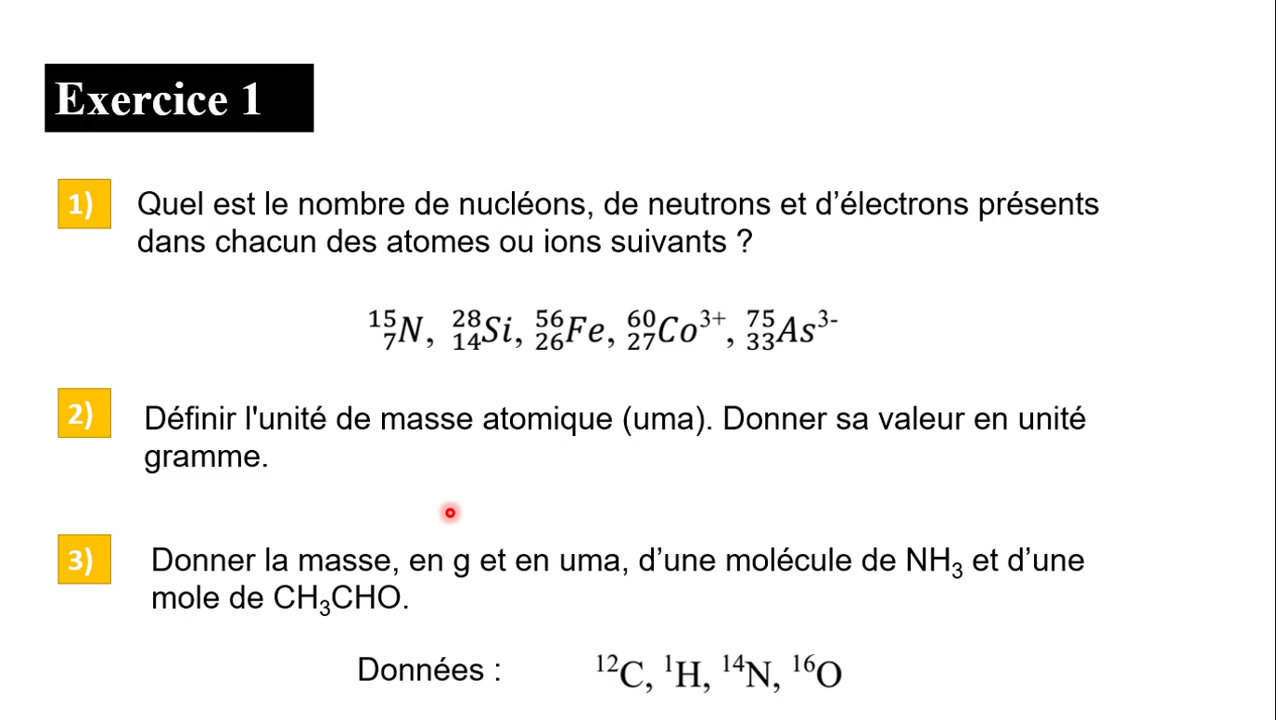 Exercice 1
1) Quel est le nombre de nucléons, de neutrons et d’électrons présents
dans chacun des atomes ou ions suivants ?
¹⁵₇N, ²⁸₁₄Si, ⁵⁶₂₆Fe, ⁶⁰₂₇Co³⁺, ⁷⁵₃₃As³⁻
2) Définir l'unité de masse atomique (uma). Donner sa valeur en unité
gramme.
3) Donner la masse, en g et en uma, d’une molécule de NH₃ et d’une
mole de CH₃CHO.
Données : ¹²C, ¹H, ¹⁴N, ¹⁶O